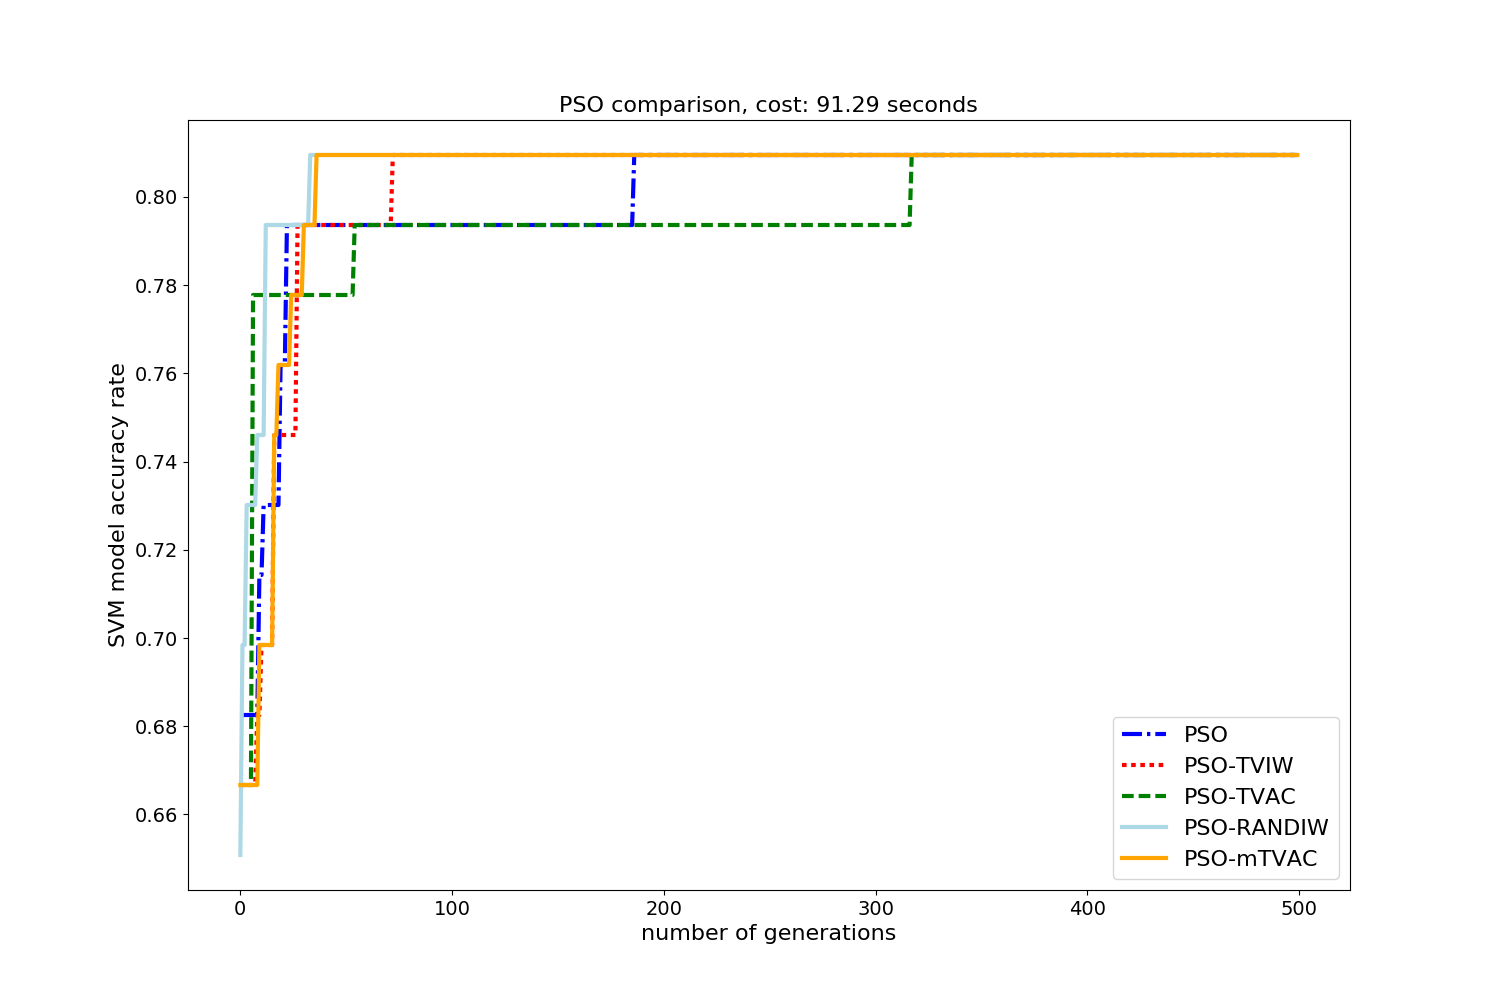 PSO comparison, cost: 91.29 seconds
SVM model accuracy rate
0.80
0.78
0.76
0.74
0.72
0.70
0.68
0.66
0
100
200
300
400
500
number of generations
PSO
PSO-TVIW
PSO-TVAC
PSO-RANDIW
PSO-mTVAC